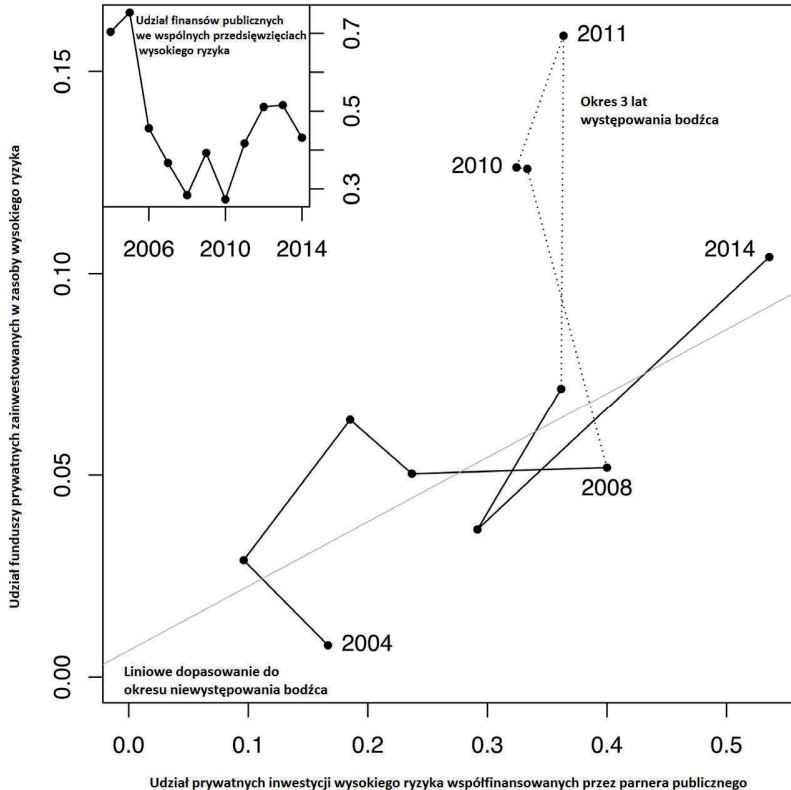 Udział finansów publicznych
we wspólnych przedsięwzięciach
wysokiego ryzyka
0.7
0.5
0.3
2006
2010
2014
2011
Okres 3 lat
występowania bodźca
2010
2014
2008
2004
Liniowe dopasowanie do
okresu niewystępowania bodźca
0.15
0.10
0.05
0.00
Udział funduszy prywatnych zainwestowanych w zasoby wysokiego ryzyka
0.0
0.1
0.2
0.3
0.4
0.5
Udział prywatnych inwestycji wysokiego ryzyka współfinansowanych przez parnera publicznego